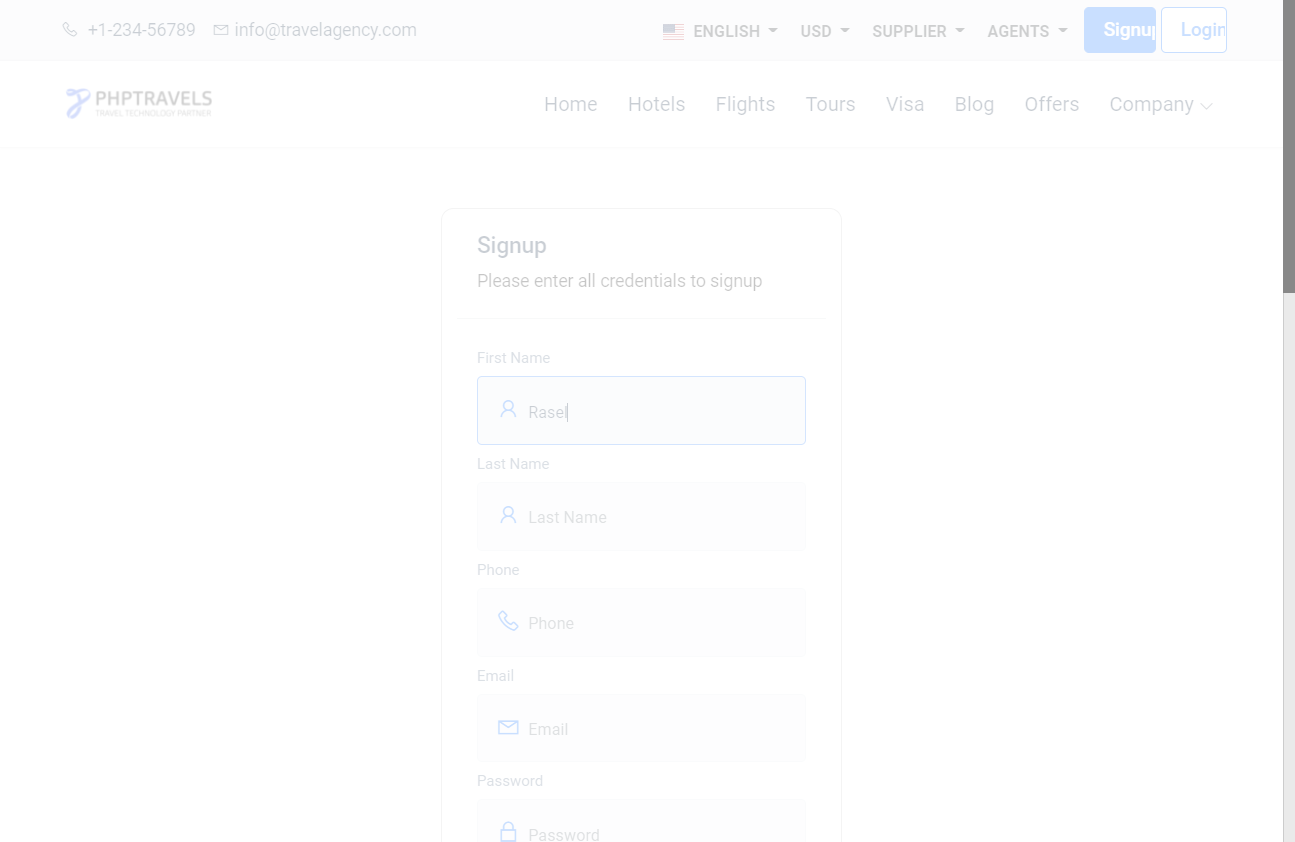 +1-234-56789 info@travelagency.com ENGLISH USD SUPPLIER AGENTS Signup Login
PHPTRAVELS
TRAVEL TECHNOLOGY PARTNER
Home Hotels Flights Tours Visa Blog Offers Company
Signup
Please enter all credentials to signup
First Name
Rasel
Last Name
Last Name
Phone
Phone
Email
Email
Password
Password